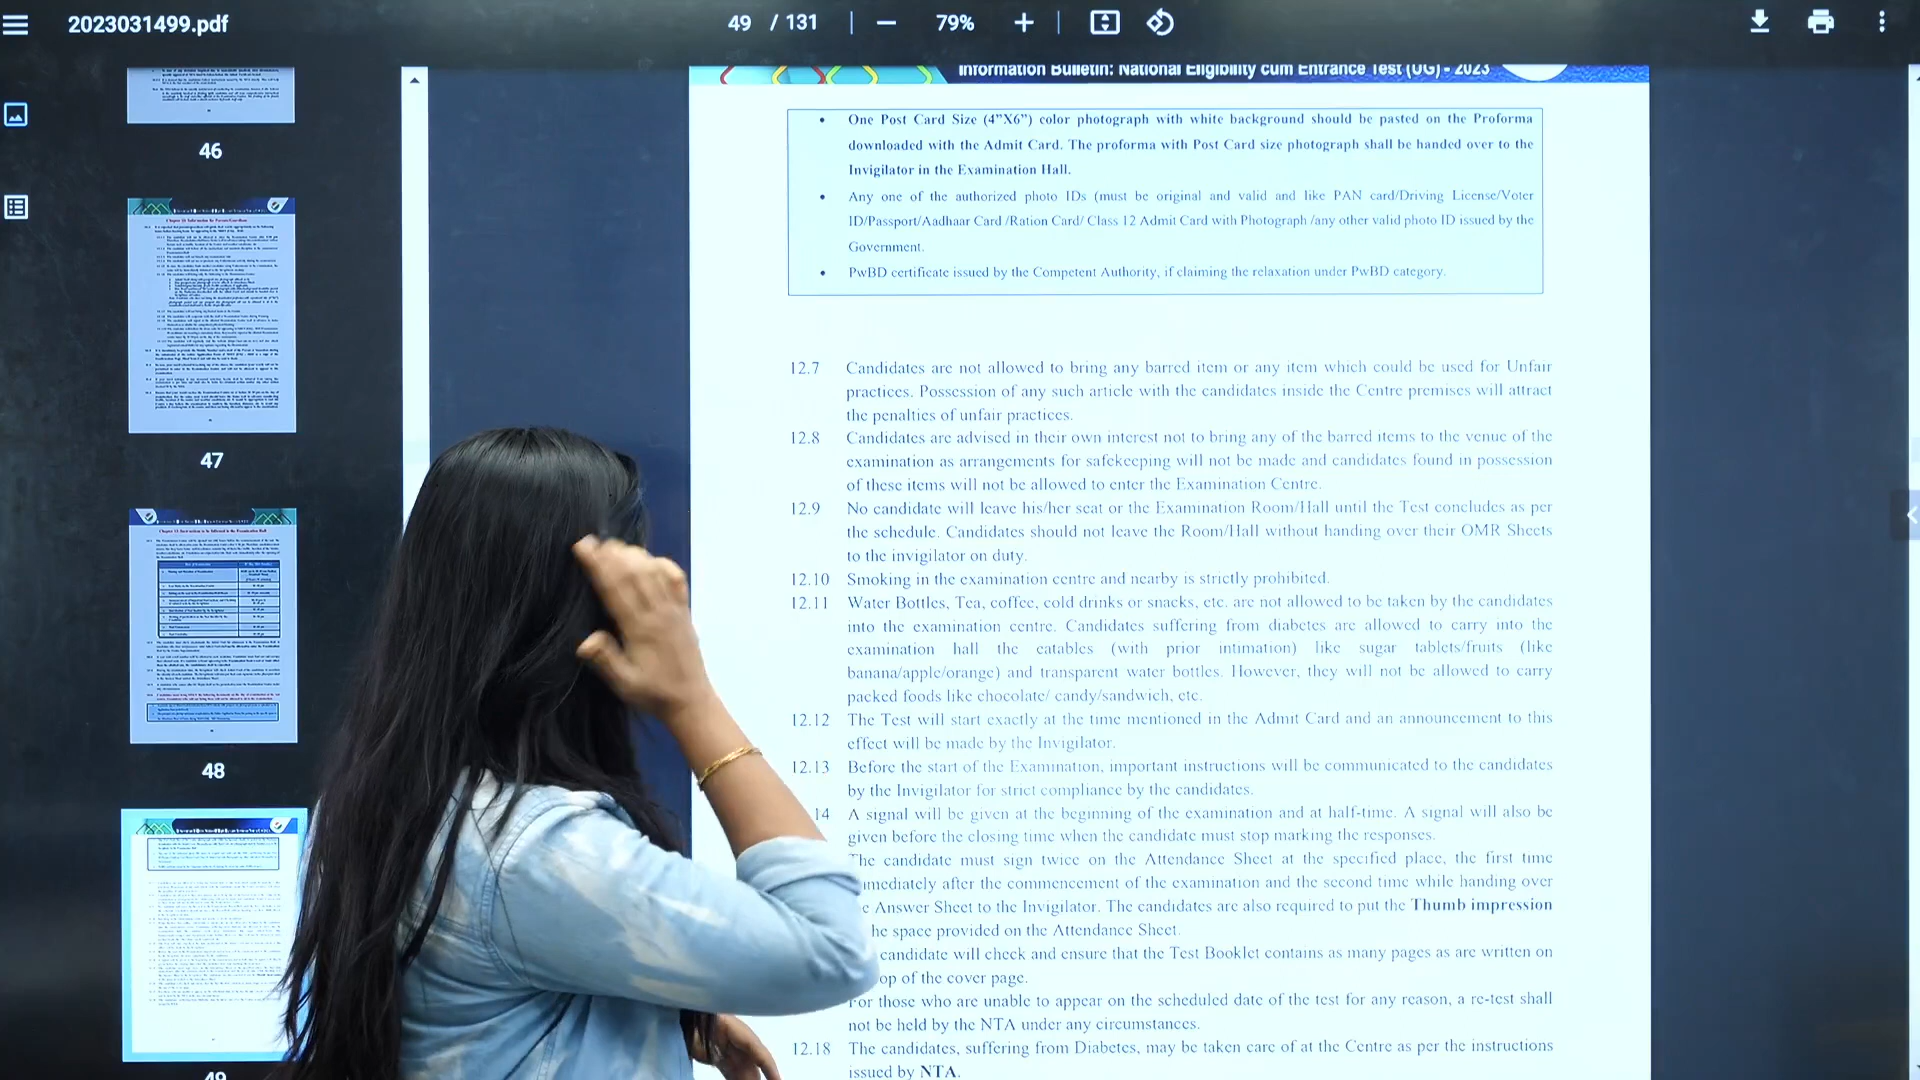 2023031499.pdf
49 / 131
79%
46
47
48
Information Bulletin: National Eligibility cum Entrance Test (UG) - 2023
• One Post Card Size (4”X6”) color photograph with white background should be pasted on the Proforma
downloaded with the Admit Card. The proforma with Post Card size photograph shall be handed over to the
Invigilator in the Examination Hall.
• Any one of the authorized photo IDs (must be original and valid and like PAN card/Driving License/Voter
ID/Passport/Aadhaar Card /Ration Card/ Class 12 Admit Card with Photograph /any other valid photo ID issued by the
Government.
• PwBD certificate issued by the Competent Authority, if claiming the relaxation under PwBD category.
12.7 Candidates are not allowed to bring any barred item or any item which could be used for Unfair
practices. Possession of any such article with the candidates inside the Centre premises will attract
the penalties of unfair practices.
12.8 Candidates are advised in their own interest not to bring any of the barred items to the venue of the
examination as arrangements for safekeeping will not be made and candidates found in possession
of these items will not be allowed to enter the Examination Centre.
12.9 No candidate will leave his/her seat or the Examination Room/Hall until the Test concludes as per
the schedule. Candidates should not leave the Room/Hall without handing over their OMR Sheets
to the invigilator on duty.
12.10 Smoking in the examination centre and nearby is strictly prohibited.
12.11 Water Bottles, Tea, coffee, cold drinks or snacks, etc. are not allowed to be taken by the candidates
into the examination centre. Candidates suffering from diabetes are allowed to carry into the
examination hall the eatables (with prior intimation) like sugar tablets/fruits (like
banana/apple/orange) and transparent water bottles. However, they will not be allowed to carry
packed foods like chocolate/ candy/sandwich, etc.
12.12 The Test will start exactly at the time mentioned in the Admit Card and an announcement to this
effect will be made by the Invigilator.
12.13 Before the start of the Examination, important instructions will be communicated to the candidates
by the Invigilator for strict compliance by the candidates.
14 A signal will be given at the beginning of the examination and at half-time. A signal will also be
given before the closing time when the candidate must stop marking the responses.
The candidate must sign twice on the Attendance Sheet at the specified place, the first time
mediately after the commencement of the examination and the second time while handing over
e Answer Sheet to the Invigilator. The candidates are also required to put the Thumb impression
he space provided on the Attendance Sheet.
candidate will check and ensure that the Test Booklet contains as many pages as are written on
op of the cover page.
For those who are unable to appear on the scheduled date of the test for any reason, a re-test shall
not be held by the NTA under any circumstances.
12.18 The candidates, suffering from Diabetes, may be taken care of at the Centre as per the instructions
issued by NTA.